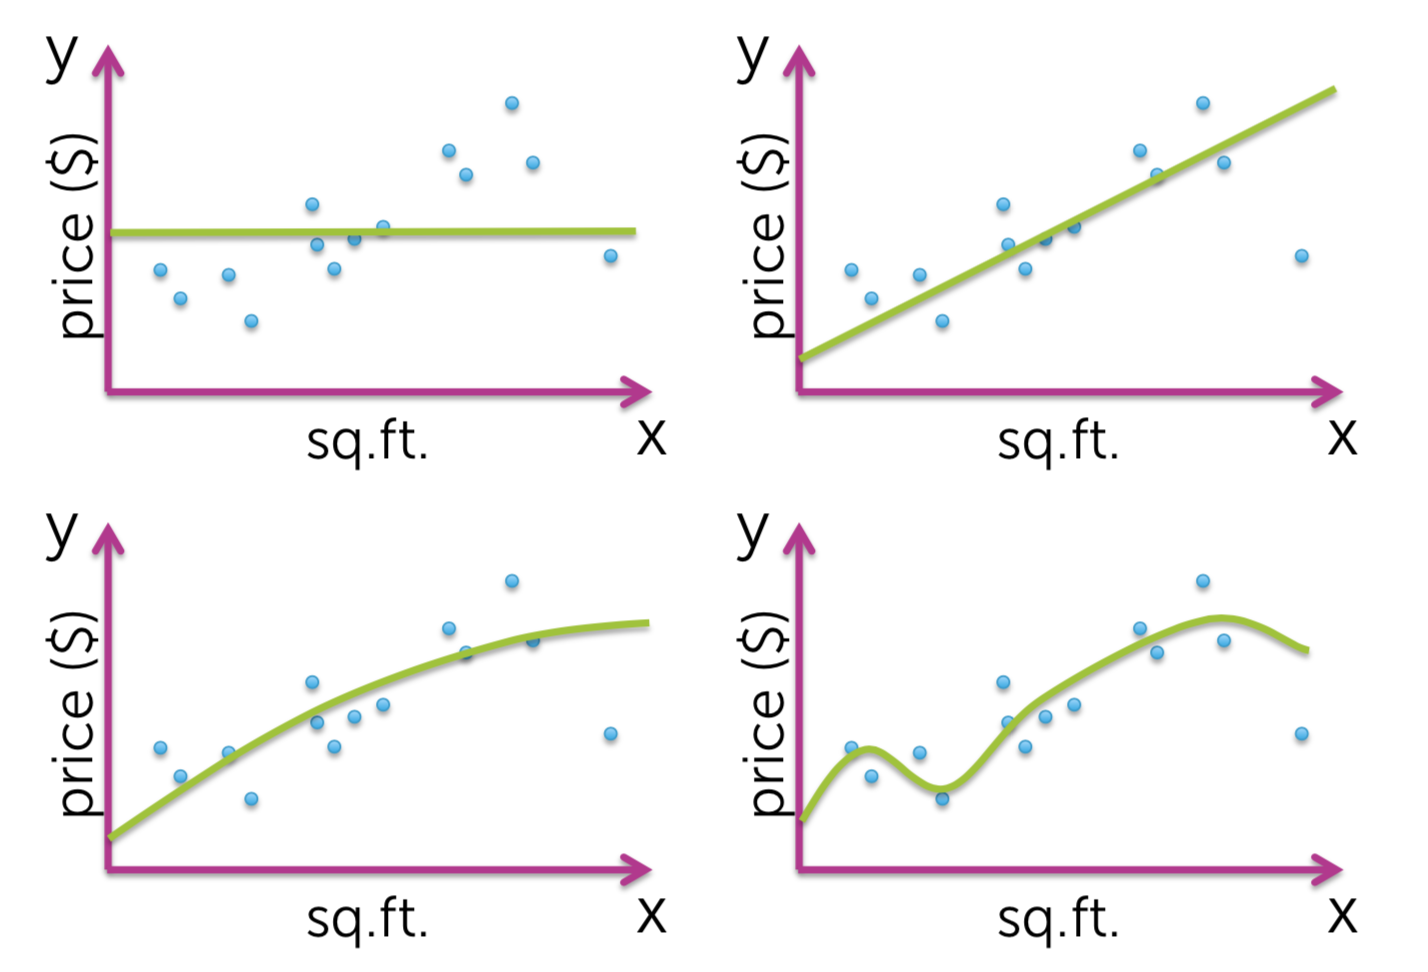 y
price ($)
sq.ft.
x
y
price ($)
sq.ft.
x
y
price ($)
sq.ft.
x
y
price ($)
sq.ft.
x